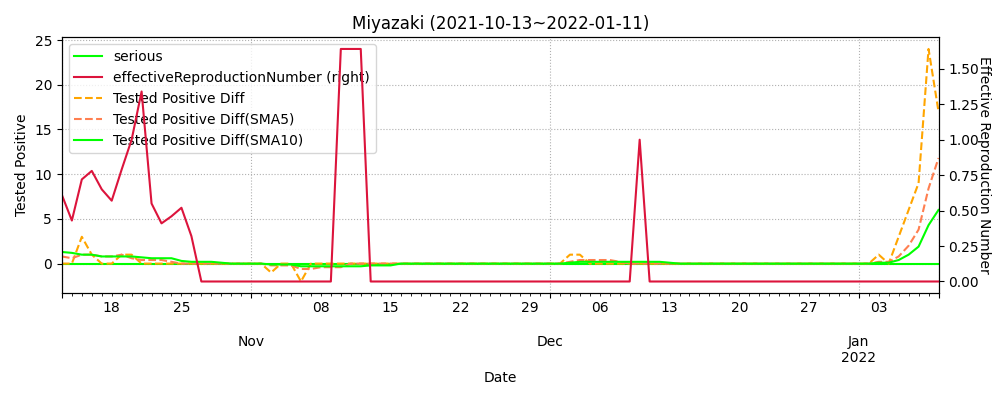 Miyazaki (2021-10-13~2022-01-11)
serious
effectiveReproductionNumber (right)
Tested Positive Diff
Tested Positive Diff(SMA5)
Tested Positive Diff(SMA10)
Tested Positive
25
20
15
10
5
0
1.50
1.25
1.00
0.75
0.50
0.25
0.00
Effective Reproduction Number
18 25 08 15 22 29 06 13 20 27 03
Nov Dec Jan
2022
Date